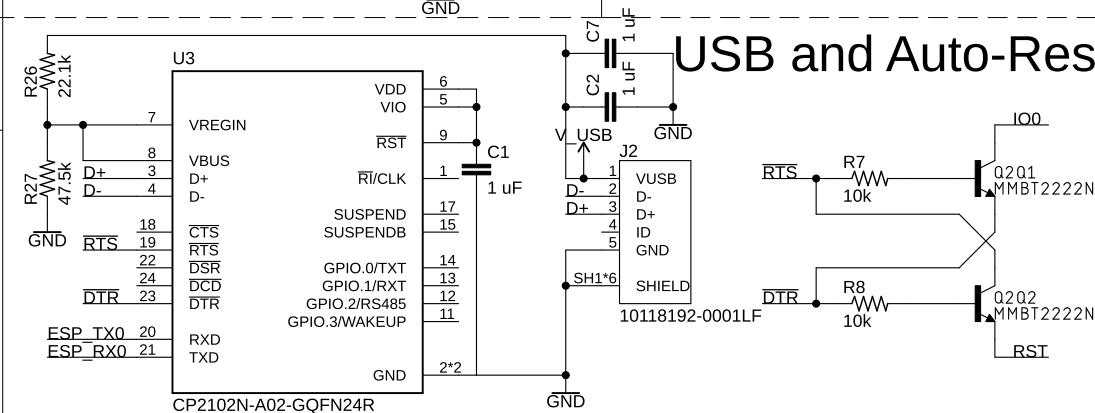 GND
USB and Auto-Res
U3
R26
22.1k
R27
47.5k
GND
7
8
3
4
D+
D-
18
19
22
24
23
20
21
RTS
DTR
ESP_TX0
ESP_RX0
VREGIN
VBUS
D+
D-
CTS
RTS
DSR
DCD
DTR
RXD
TXD
VDD
VIO
RST
RI/CLK
SUSPEND
SUSPENDB
GPIO.0/TXT
GPIO.1/RXT
GPIO.2/RS485
GPIO.3/WAKEUP
GND
6
5
9
1
17
15
14
13
12
11
2*2
CP2102N-A02-GQFN24R
C1
1 uF
C7
1 uF
C2
1 uF
GND
V_USB
J2
D-
D+
1
2
3
4
5
SH1*6
VUSB
D-
D+
ID
GND
SHIELD
10118192-0001LF
GND
IO0
RTS
R7
10k
Q2Q1
MMBT2222N
DTR
R8
10k
Q2Q2
MMBT2222N
RST